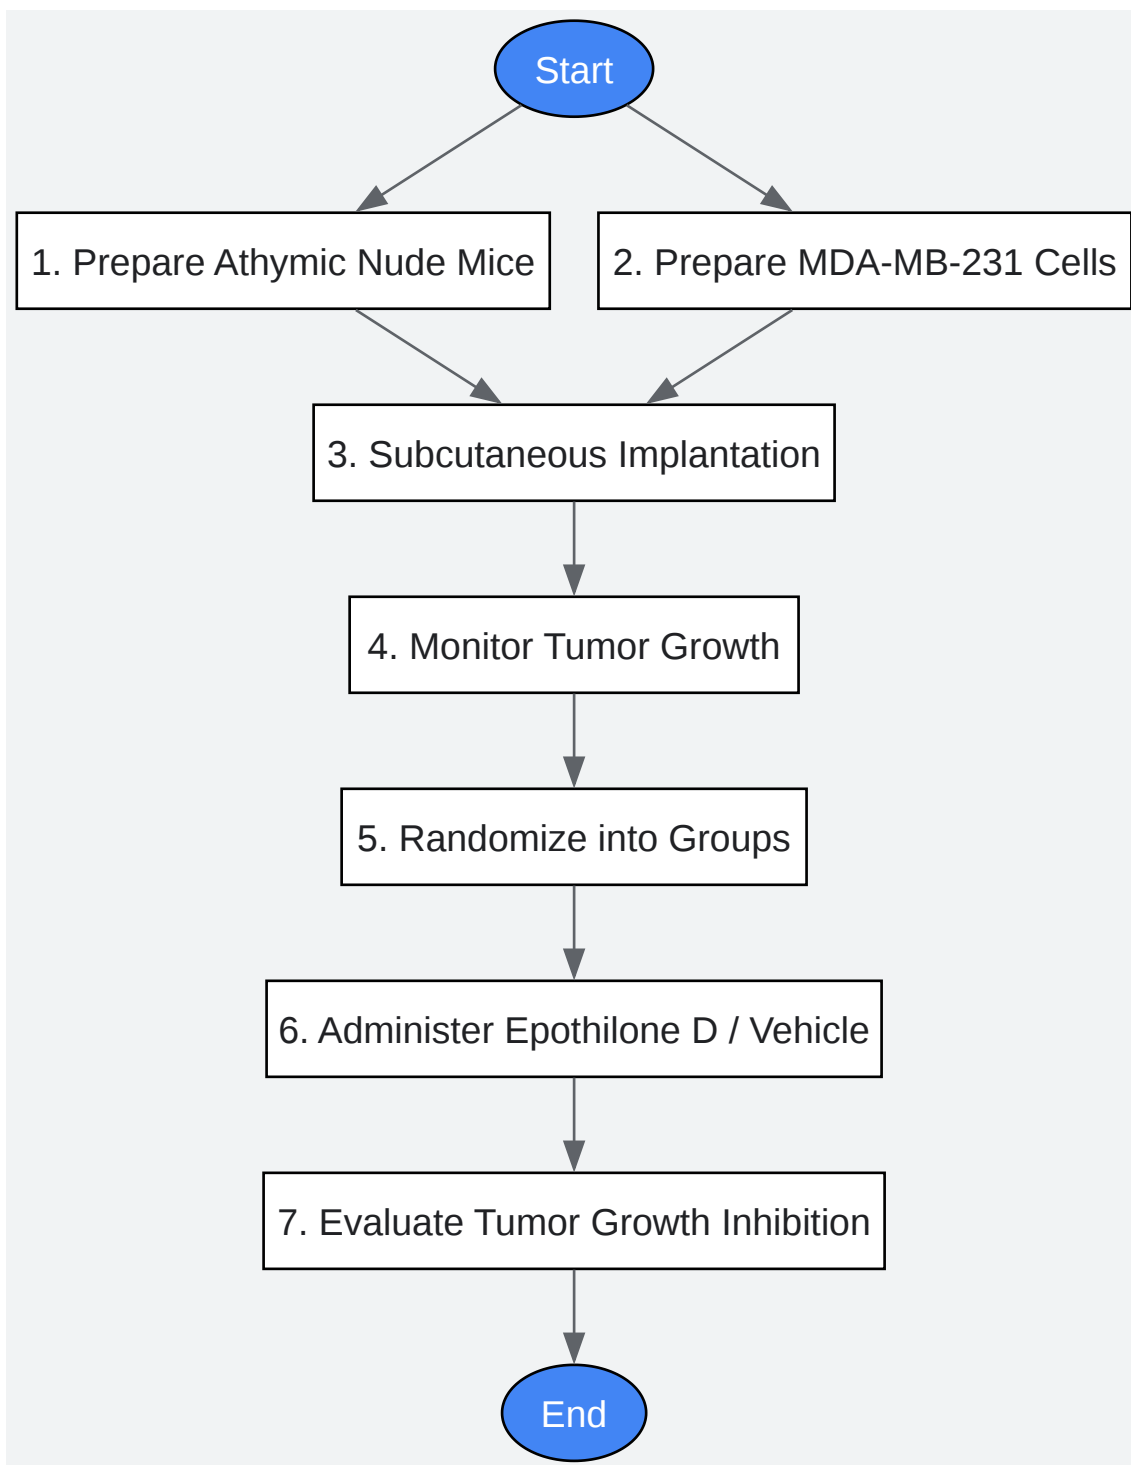 Start
1. Prepare Athymic Nude Mice
2. Prepare MDA-MB-231 Cells
3. Subcutaneous Implantation
4. Monitor Tumor Growth
5. Randomize into Groups
6. Administer Epothilone D / Vehicle
7. Evaluate Tumor Growth Inhibition
End